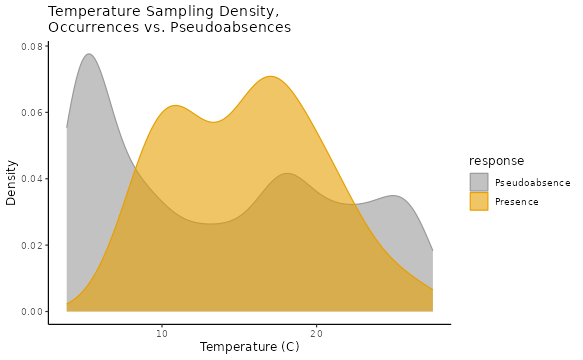 Temperature Sampling Density,
Occurrences vs. Pseudoabsences
0.08
0.06
0.04
0.02
0.00
Density
10
20
Temperature (C)
response
Pseudoabsence
Presence